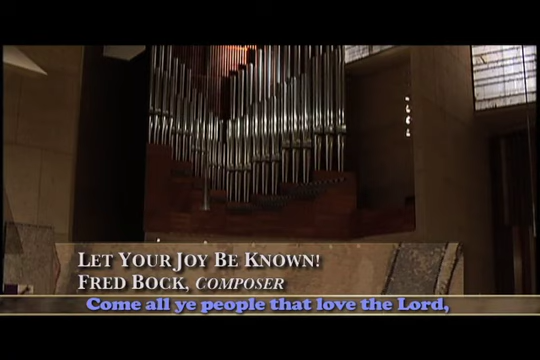 LET YOUR JOY BE KNOWN!
FRED BOCK, COMPOSER
Come all ye people that love the Lord,